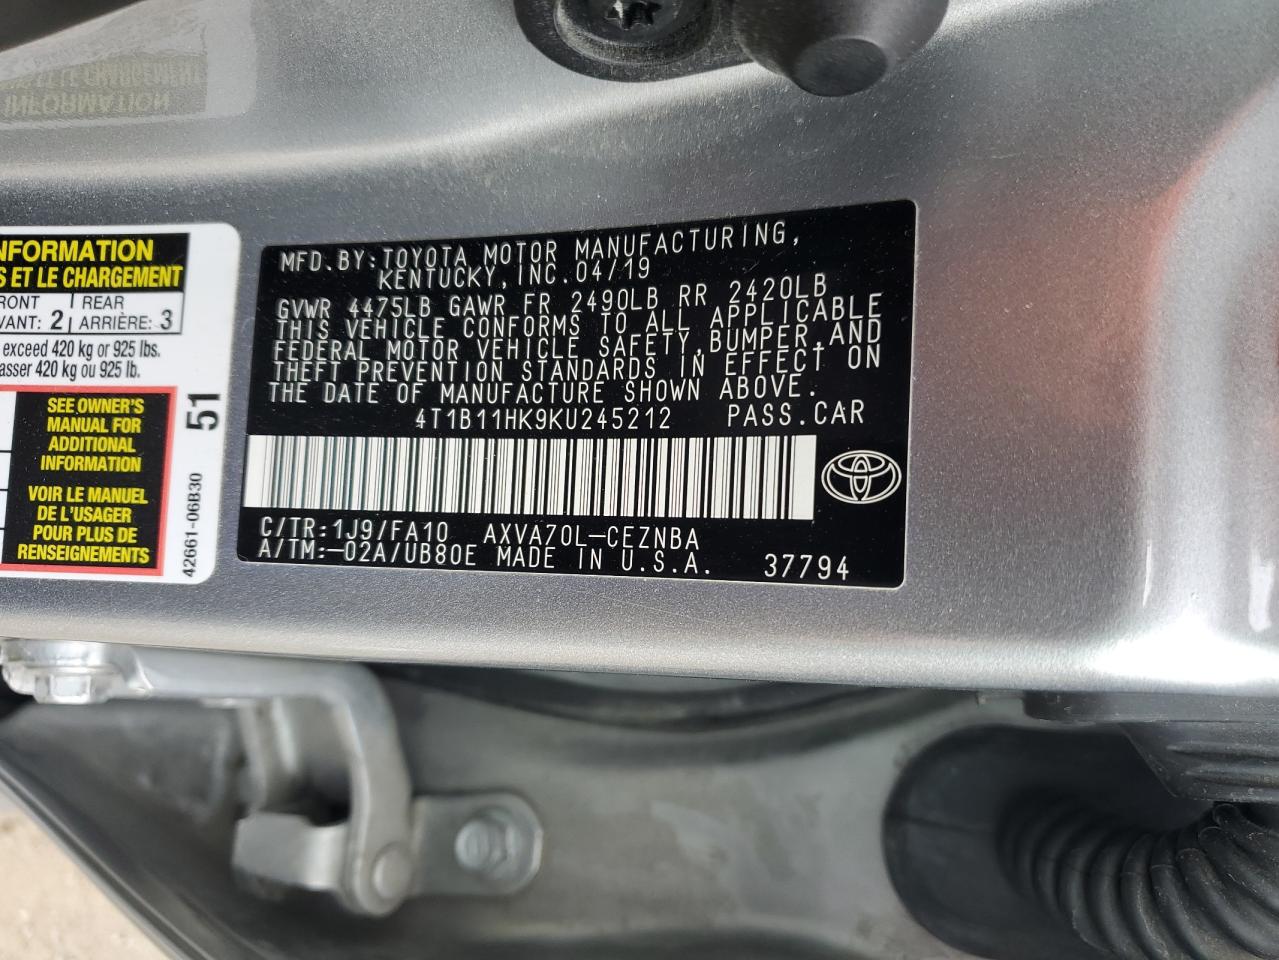 NFORMATION
S ET LE CHARGEMENT
RONT
VANT: 2
REAR
ARRIÈRE: 3
exceed 420 kg or 925 lbs.
asser 420 kg ou 925 lb.
SEE OWNER'S
MANUAL FOR
ADDITIONAL
INFORMATION
VOIR LE MANUEL
DE L'USAGER
POUR PLUS DE
RENSEIGNEMENTS
51
42661-06B30
MFD.BY:TOYOTA MOTOR MANUFACTURING,
KENTUCKY,INC.04/19
GVWR 4475LB GAWR FR 2490LB RR 2420LB
THIS VEHICLE CONFORMS TO ALL APPLICABLE
FEDERAL MOTOR VEHICLE SAFETY,BUMPER,AND
THEFT PREVENTION STANDARDS IN EFFECT ON
THE DATE OF MANUFACTURE SHOWN ABOVE.
4T1B11HK9KU245212 PASS.CAR
C/TR:1J9/FA10 AXVA70L-CEZNBA
A/TM:-02A/UB80E MADE IN U.S.A. 37794
INFORMATION
ET LE CHARGEMENT